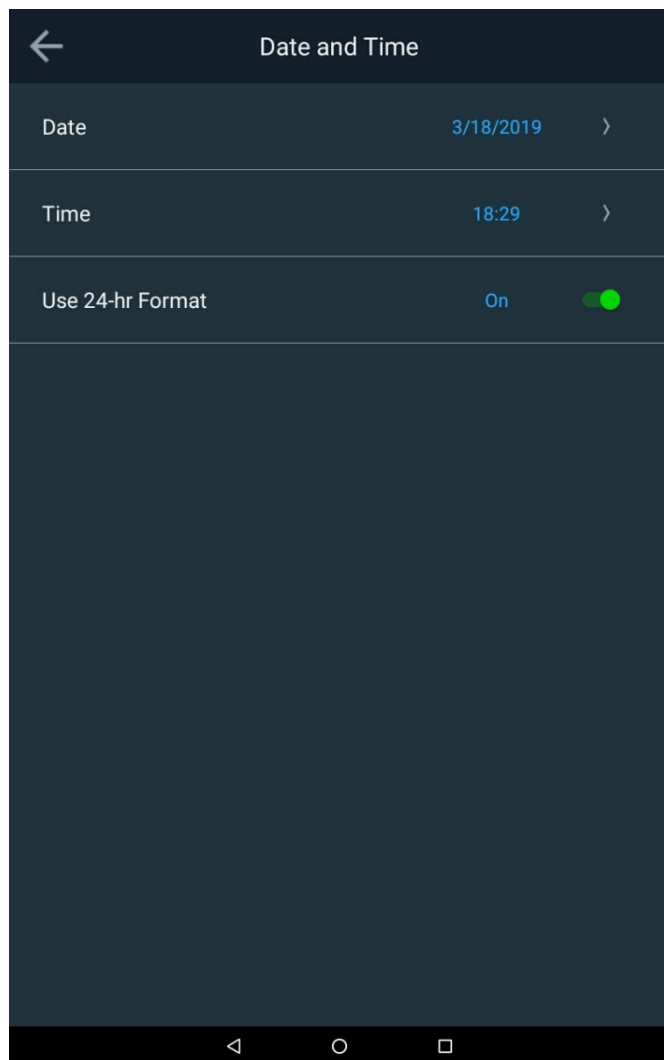 Date and Time
Date 3/18/2019
Time 18:29
Use 24-hr Format On